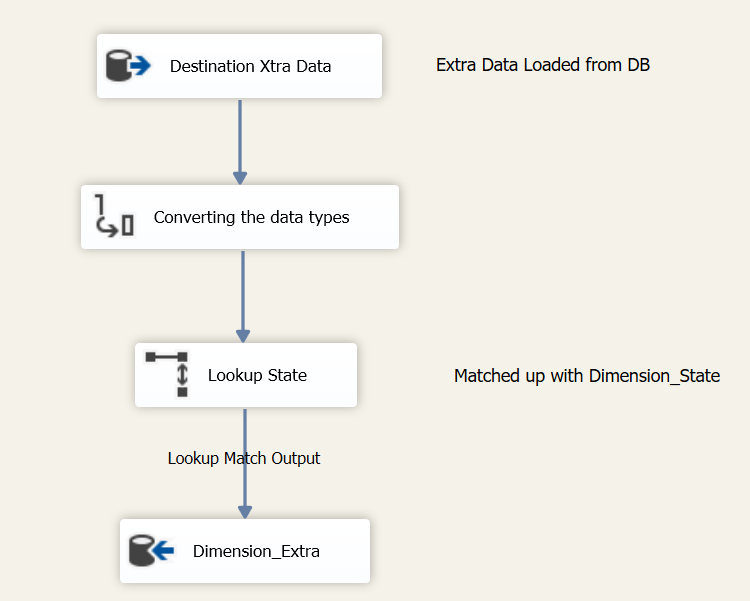 Destination Xtra Data
Extra Data Loaded from DB
Converting the data types
Lookup State
Matched up with Dimension_State
Lookup Match Output
Dimension_Extra